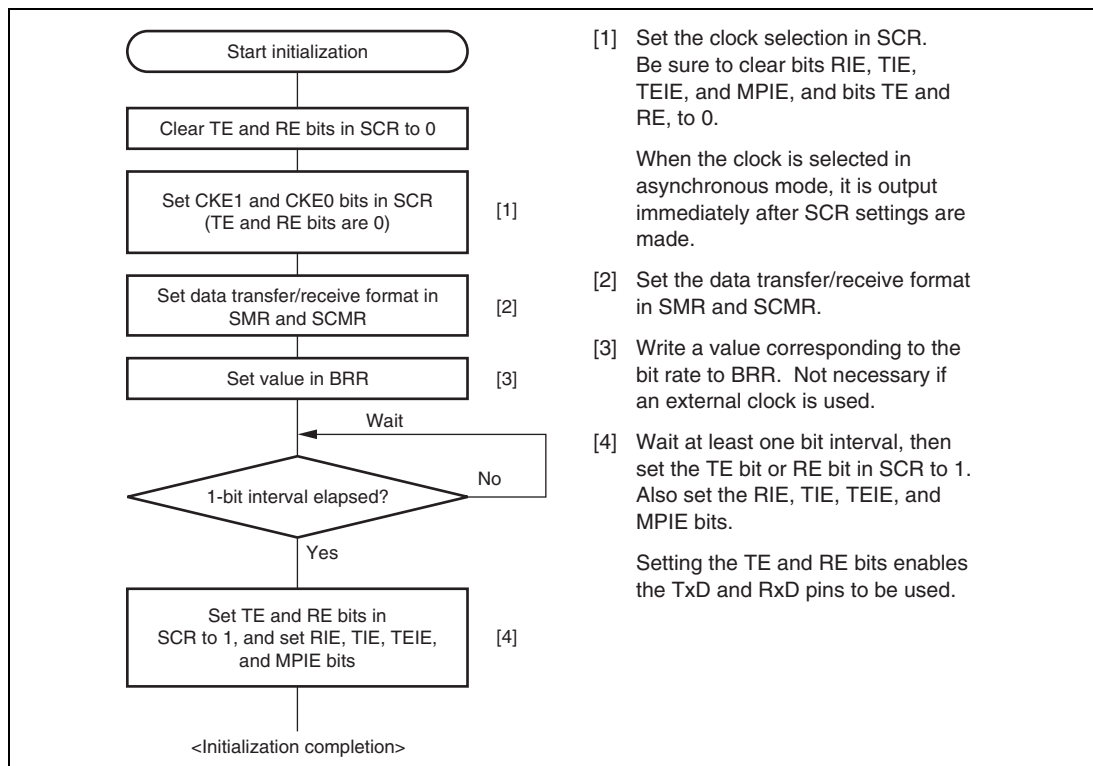 Start initialization
Clear TE and RE bits in SCR to 0
Set CKE1 and CKE0 bits in SCR
(TE and RE bits are 0)
[1]
Set data transfer/receive format in
SMR and SCMR
[2]
Set value in BRR
[3]
Wait
1-bit interval elapsed?
No
Yes
Set TE and RE bits in
SCR to 1, and set RIE, TIE, TEIE,
and MPIE bits
[4]
<Initialization completion>
[1] Set the clock selection in SCR.
Be sure to clear bits RIE, TIE,
TEIE, and MPIE, and bits TE and
RE, to 0.
When the clock is selected in
asynchronous mode, it is output
immediately after SCR settings are
made.
[2] Set the data transfer/receive format
in SMR and SCMR.
[3] Write a value corresponding to the
bit rate to BRR. Not necessary if
an external clock is used.
[4] Wait at least one bit interval, then
set the TE bit or RE bit in SCR to 1.
Also set the RIE, TIE, TEIE, and
MPIE bits.
Setting the TE and RE bits enables
the TxD and RxD pins to be used.